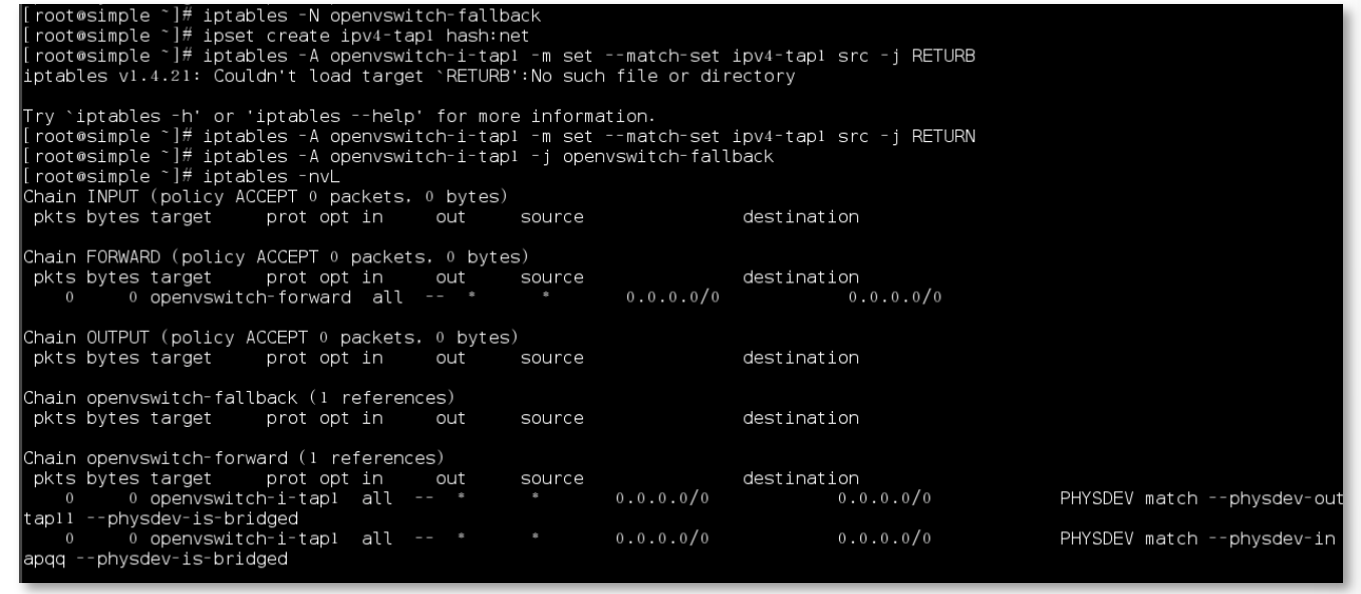 [root@simple ~]# iptables -N openvswitch-fallback
[root@simple ~]# ipset create ipv4-tap1 hash:net
[root@simple ~]# iptables -A openvswitch-i-tap1 -m set --match-set ipv4-tap1 src -j RETURB
iptables v1.4.21: Couldn't load target `RETURB':No such file or directory
Try `iptables -h' or 'iptables --help' for more information.
[root@simple ~]# iptables -A openvswitch-i-tap1 -m set --match-set ipv4-tap1 src -j RETURN
[root@simple ~]# iptables -A openvswitch-i-tap1 -j openvswitch-fallback
[root@simple ~]# iptables -nvL
Chain INPUT (policy ACCEPT 0 packets, 0 bytes)
pkts bytes target prot opt in out source destination
Chain FORWARD (policy ACCEPT 0 packets, 0 bytes)
pkts bytes target prot opt in out source destination
0 0 openvswitch-forward all -- * * 0.0.0.0/0 0.0.0.0/0
Chain OUTPUT (policy ACCEPT 0 packets, 0 bytes)
pkts bytes target prot opt in out source destination
Chain openvswitch-fallback (1 references)
pkts bytes target prot opt in out source destination
Chain openvswitch-forward (1 references)
pkts bytes target prot opt in out source destination
0 0 openvswitch-i-tap1 all -- * * 0.0.0.0/0 0.0.0.0/0 PHYSDEV match --physdev-out
tap11 --physdev-is-bridged
0 0 openvswitch-i-tap1 all -- * * 0.0.0.0/0 0.0.0.0/0 PHYSDEV match --physdev-in
apqq --physdev-is-bridged